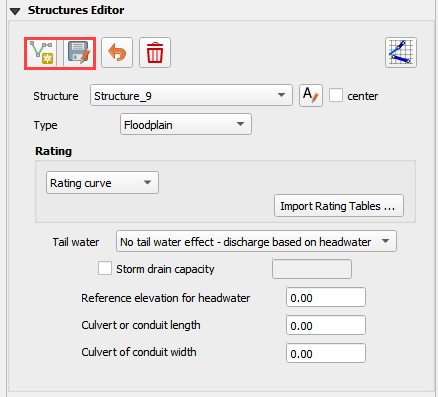 Structures Editor
Structure Structure_9 A center
Type Floodplain
Rating
Rating curve
Import Rating Tables ...
Tail water No tail water effect - discharge based on headwater
Storm drain capacity
Reference elevation for headwater 0.00
Culvert or conduit length 0.00
Culvert of conduit width 0.00